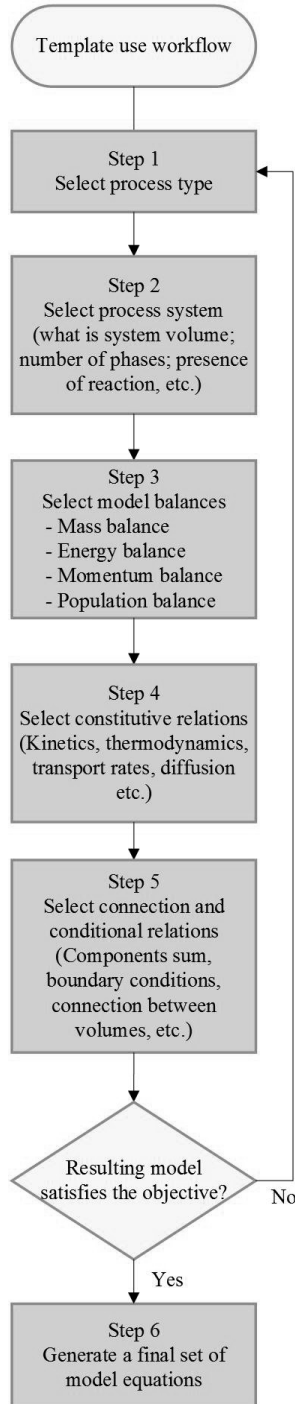 Template use workflow
Step 1
Select process type
Step 2
Select process system
(what is system volume;
number of phases; presence
of reaction, etc.)
Step 3
Select model balances
- Mass balance
- Energy balance
- Momentum balance
- Population balance
Step 4
Select constitutive relations
(Kinetics, thermodynamics,
transport rates, diffusion
etc.)
Step 5
Select connection and
conditional relations
(Components sum,
boundary conditions,
connection between
volumes, etc.)
Resulting model
satisfies the objective?
No
Yes
Step 6
Generate a final set of
model equations